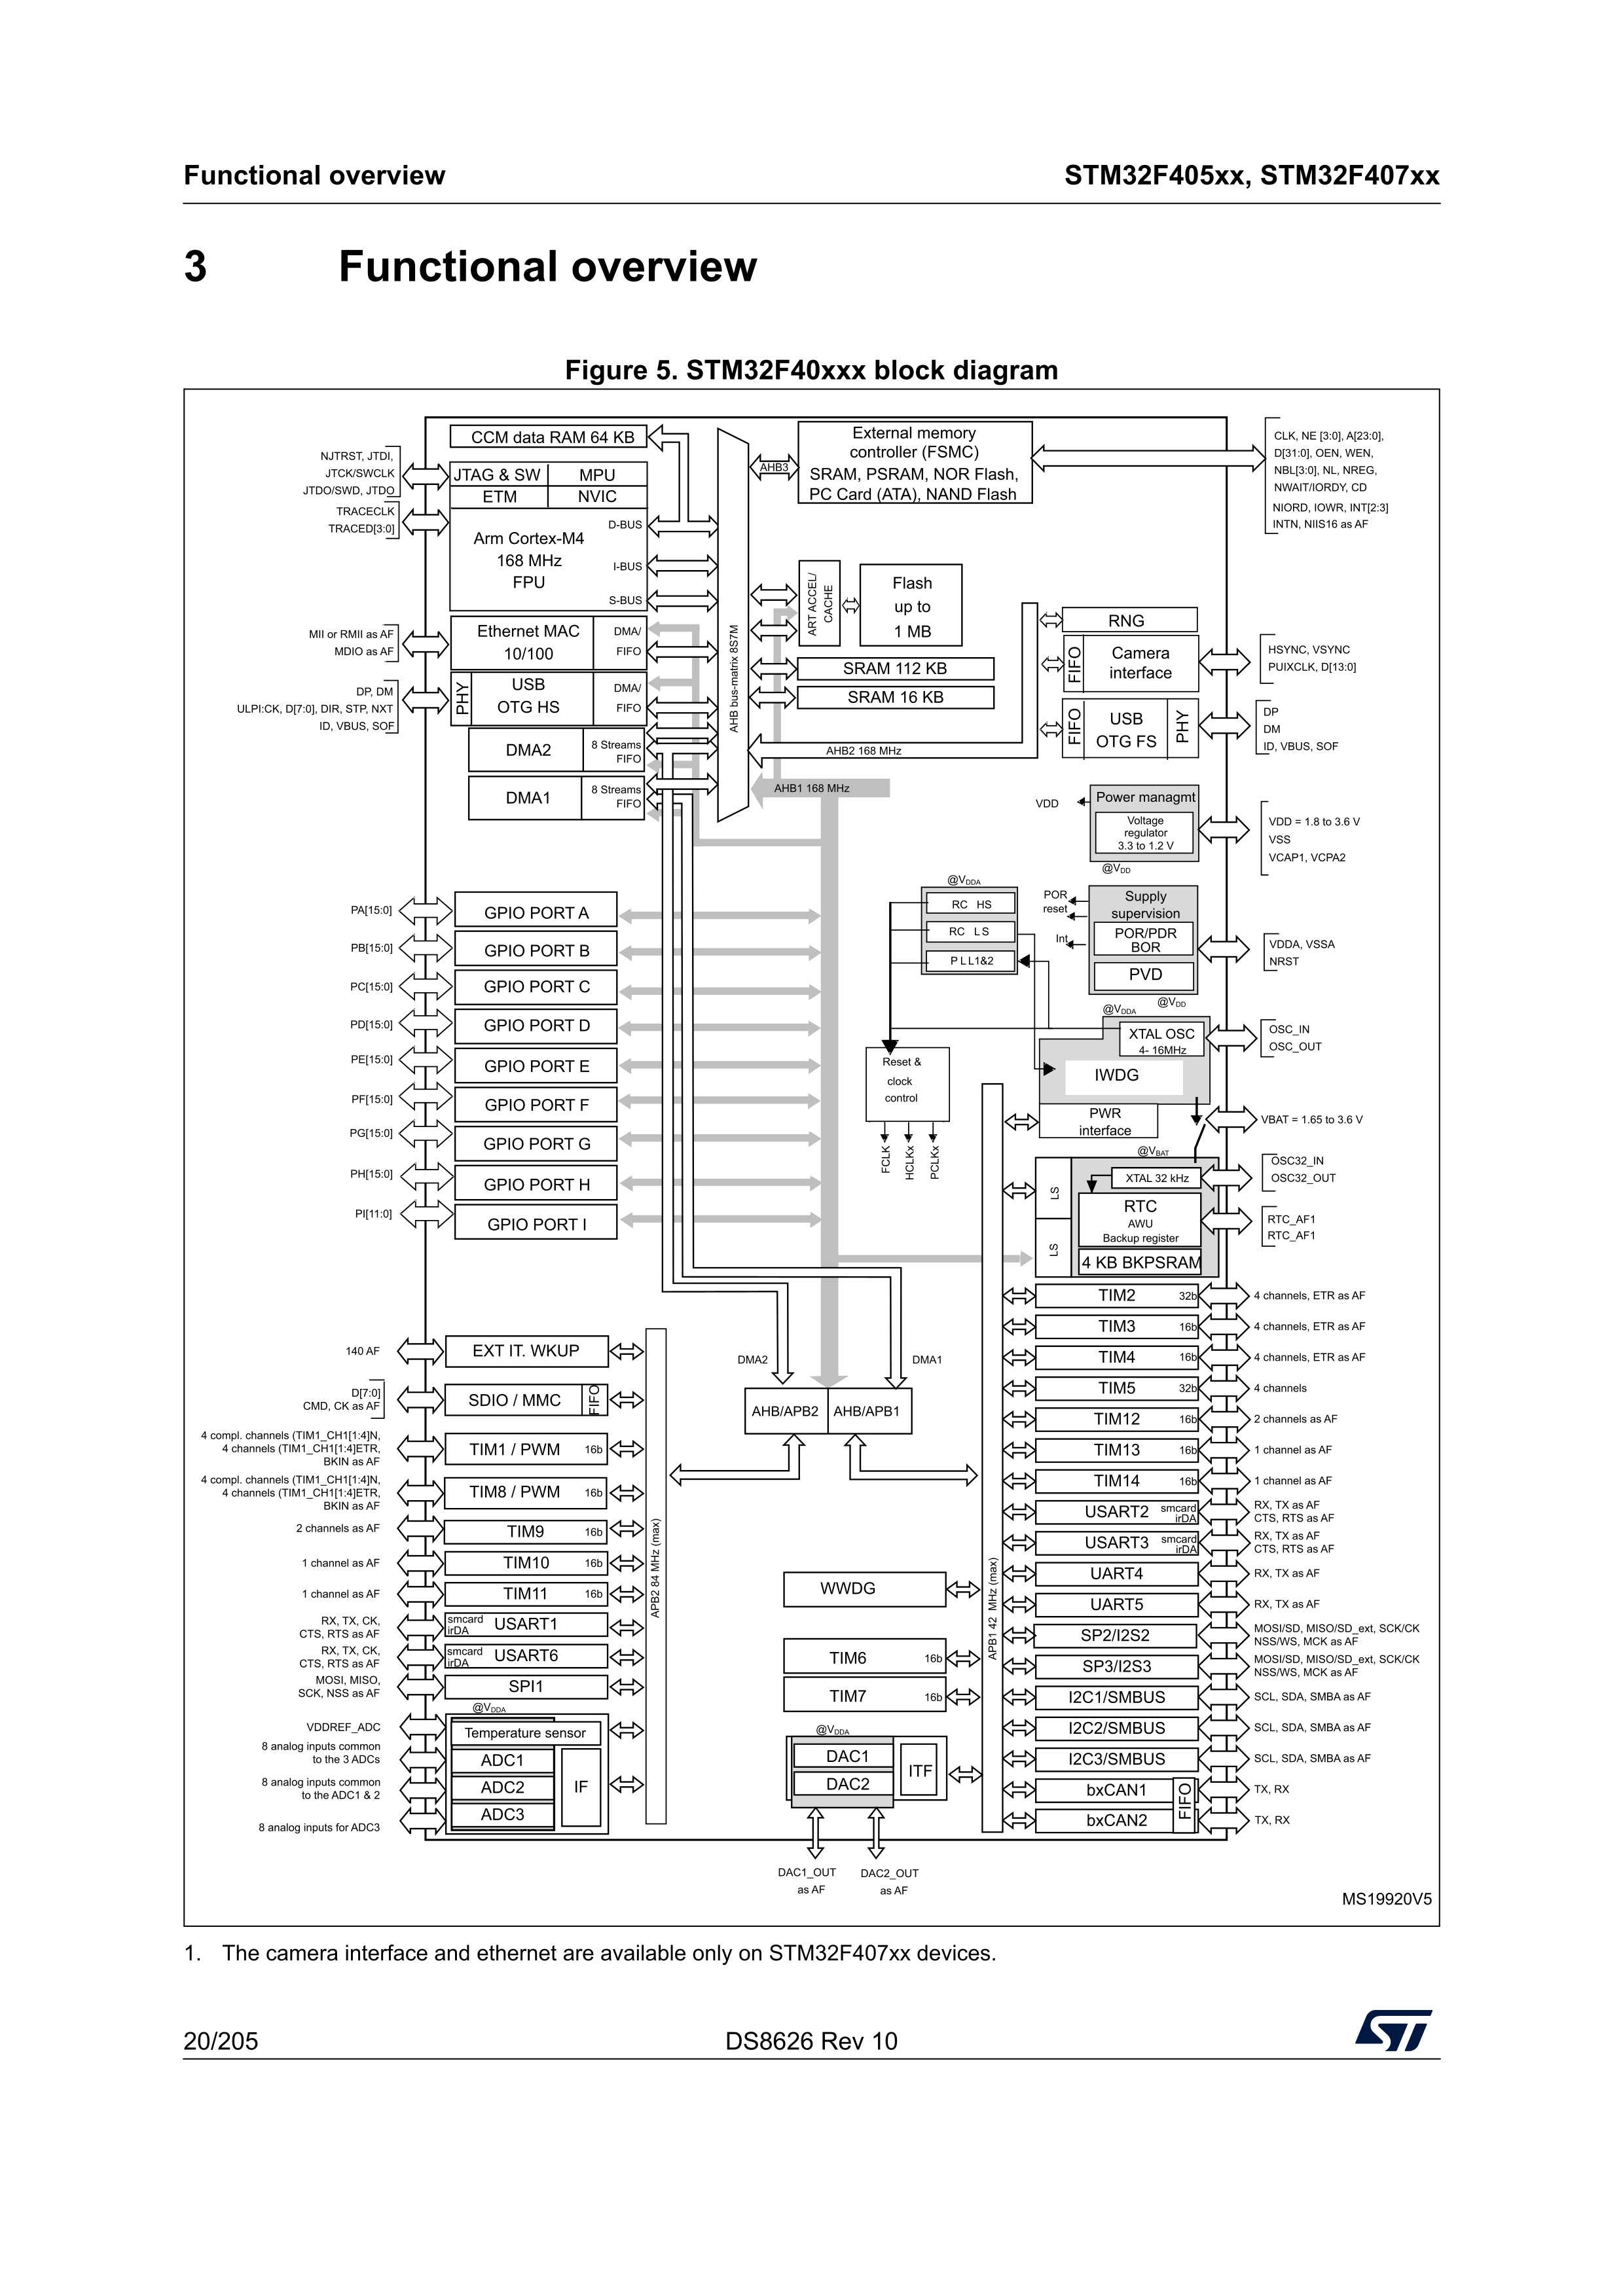 Functional overview
STM32F405xx, STM32F407xx
3 Functional overview
Figure 5. STM32F40xxx block diagram
CCM data RAM 64 KB
NJTRST, JTDI,
JTCK/SWCLK
JTDO/SWD, JTDO
TRACECLK
TRACED[3:0]
JTAG & SW
MPU
ETM
NVIC
Arm Cortex-M4
168 MHz
FPU
D-BUS
I-BUS
S-BUS
MII or RMII as AF
MDIO as AF
Ethernet MAC
10/100
DMA/
FIFO
DP, DM
ULPI:CK, D[7:0], DIR, STP, NXT
ID, VBUS, SOF
PHY
USB
OTG HS
DMA/
FIFO
DMA2
8 Streams
FIFO
DMA1
8 Streams
FIFO
AHB bus-matrix 8S7M
AHB3
External memory
controller (FSMC)
SRAM, PSRAM, NOR Flash,
PC Card (ATA), NAND Flash
CLK, NE [3:0], A[23:0],
D[31:0], OEN, WEN,
NBL[3:0], NL, NREG,
NWAIT/IORDY, CD
NIORD, IOWR, INT[2:3]
INTN, NIIS16 as AF
ART ACCEL/
CACHE
Flash
up to
1 MB
SRAM 112 KB
SRAM 16 KB
AHB2 168 MHz
AHB1 168 MHz
RNG
FIFO
Camera
interface
HSYNC, VSYNC
PUIXCLK, D[13:0]
FIFO
USB
OTG FS
PHY
DP
DM
ID, VBUS, SOF
VDD
Power managmt
Voltage
regulator
3.3 to 1.2 V
@VDD
VDD = 1.8 to 3.6 V
VSS
VCAP1, VCPA2
@VDDA
RC HS
RC LS
PLL1&2
POR
reset
Int
Supply
supervision
POR/PDR
BOR
PVD
@VDD
VDDA, VSSA
NRST
@VDDA
XTAL OSC
4- 16MHz
OSC_IN
OSC_OUT
IWDG
Reset &
clock
control
FCLK
HCLKx
PCLKx
PWR
interface
VBAT = 1.65 to 3.6 V
@VBAT
LS
LS
XTAL 32 kHz
OSC32_IN
OSC32_OUT
RTC
AWU
Backup register
RTC_AF1
RTC_AF1
4 KB BKPSRAM
PA[15:0]
GPIO PORT A
PB[15:0]
GPIO PORT B
PC[15:0]
GPIO PORT C
PD[15:0]
GPIO PORT D
PE[15:0]
GPIO PORT E
PF[15:0]
GPIO PORT F
PG[15:0]
GPIO PORT G
PH[15:0]
GPIO PORT H
PI[11:0]
GPIO PORT I
DMA2
DMA1
AHB/APB2
AHB/APB1
140 AF
EXT IT. WKUP
D[7:0]
CMD, CK as AF
SDIO / MMC
FIFO
4 compl. channels (TIM1_CH1[1:4]N,
4 channels (TIM1_CH1[1:4]ETR,
BKIN as AF
TIM1 / PWM
16b
4 compl. channels (TIM1_CH1[1:4]N,
4 channels (TIM1_CH1[1:4]ETR,
BKIN as AF
TIM8 / PWM
16b
2 channels as AF
TIM9
16b
1 channel as AF
TIM10
16b
1 channel as AF
TIM11
16b
RX, TX, CK,
CTS, RTS as AF
smcard
irDA
USART1
RX, TX, CK,
CTS, RTS as AF
smcard
irDA
USART6
MOSI, MISO,
SCK, NSS as AF
SPI1
@VDDA
VDDREF_ADC
Temperature sensor
8 analog inputs common
to the 3 ADCs
8 analog inputs common
to the ADC1 & 2
8 analog inputs for ADC3
ADC1
ADC2
ADC3
IF
APB2 84 MHz (max)
WWDG
TIM6
16b
TIM7
16b
@VDDA
DAC1
DAC2
ITF
DAC1_OUT
as AF
DAC2_OUT
as AF
APB1 42 MHz (max)
TIM2
32b
4 channels, ETR as AF
TIM3
16b
4 channels, ETR as AF
TIM4
16b
4 channels, ETR as AF
TIM5
32b
4 channels
TIM12
16b
2 channels as AF
TIM13
16b
1 channel as AF
TIM14
16b
1 channel as AF
USART2
smcard
irDA
RX, TX as AF
CTS, RTS as AF
USART3
smcard
irDA
RX, TX as AF
CTS, RTS as AF
UART4
RX, TX as AF
UART5
RX, TX as AF
SP2/I2S2
MOSI/SD, MISO/SD_ext, SCK/CK
NSS/WS, MCK as AF
SP3/I2S3
MOSI/SD, MISO/SD_ext, SCK/CK
NSS/WS, MCK as AF
I2C1/SMBUS
SCL, SDA, SMBA as AF
I2C2/SMBUS
SCL, SDA, SMBA as AF
I2C3/SMBUS
SCL, SDA, SMBA as AF
bxCAN1
TX, RX
bxCAN2
TX, RX
FIFO
MS19920V5
1. The camera interface and ethernet are available only on STM32F407xx devices.
20/205
DS8626 Rev 10
ST